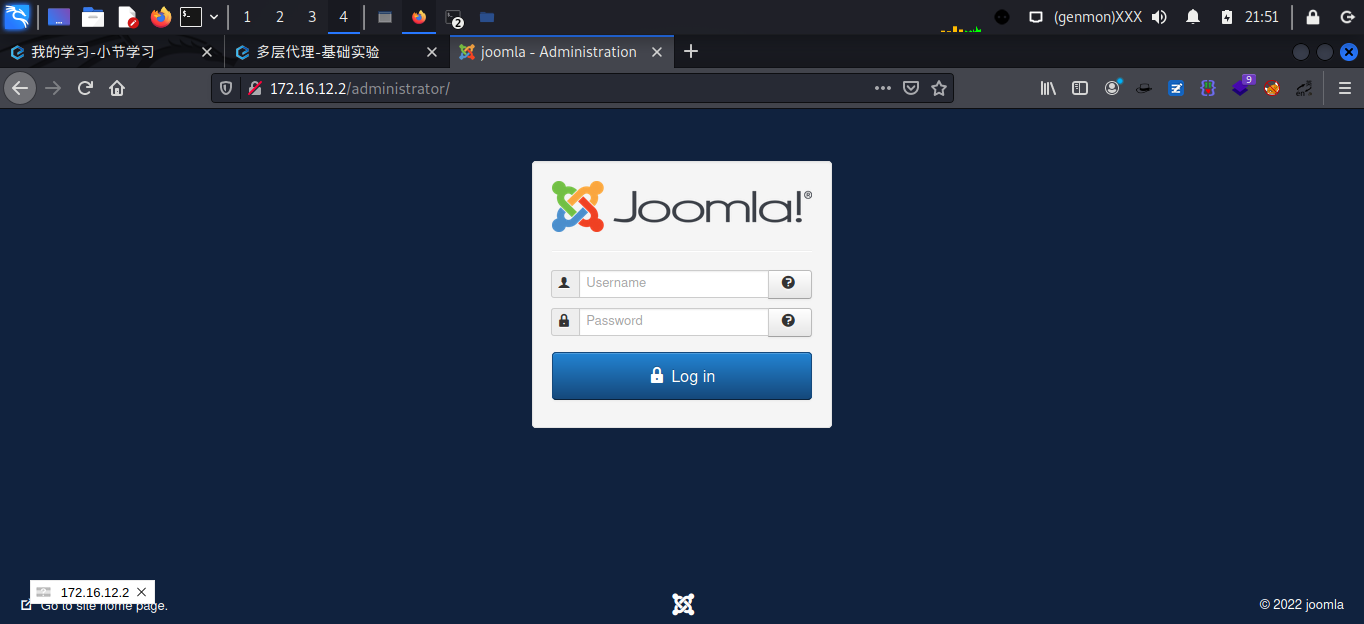 1 2 3 4 2 (genmon)XXX 21:51
我的学习-小节学习 多层代理-基础实验 joomla - Administration
172.16.12.2/administrator/ 9 en
Joomla!®
Username
Password
Log in
172.16.12.2
Go to site home page. © 2022 joomla